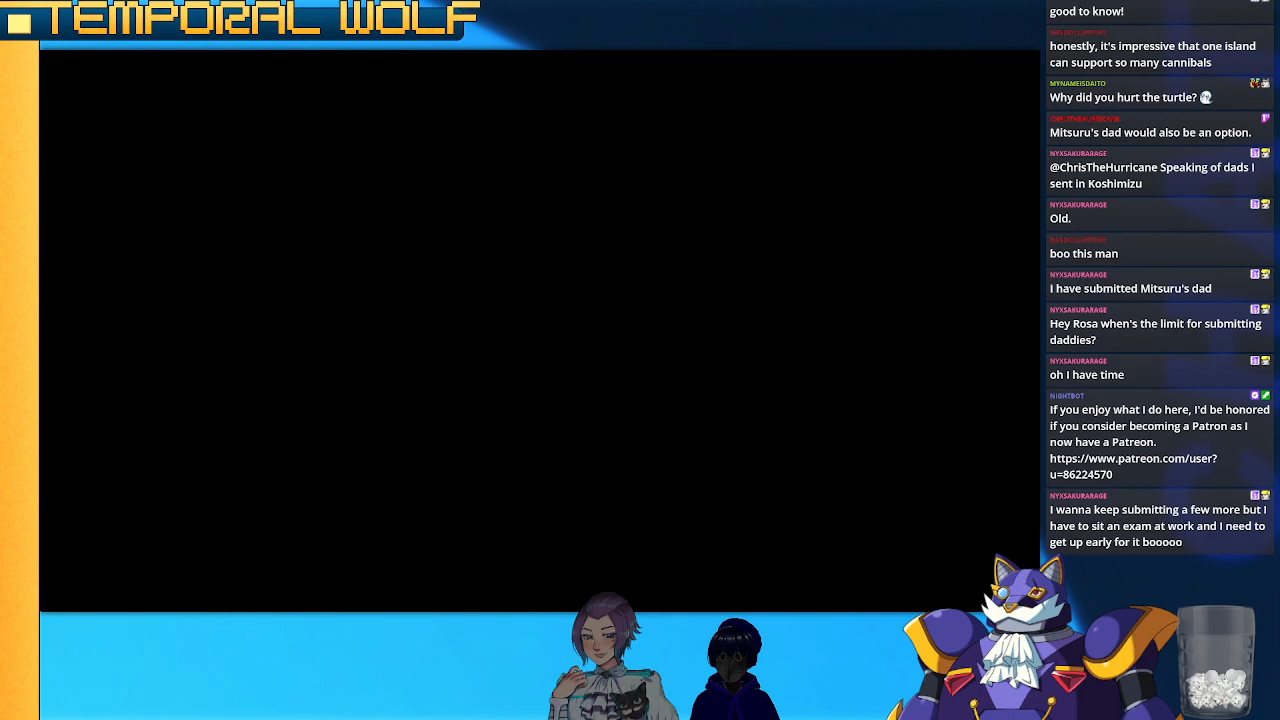 TEMPORAL WOLF
good to know!
honestly, it's impressive that one island
can support so many cannibals
MYNAMEISDAITO
Why did you hurt the turtle?
CHRISTHEHURRICANE
Mitsuru's dad would also be an option.
NYXSAKURARAGE
@ChrisTheHurricane Speaking of dads I
sent in Koshimizu
NYXSAKURARAGE
Old.
boo this man
NYXSAKURARAGE
I have submitted Mitsuru's dad
NYXSAKURARAGE
Hey Rosa when's the limit for submitting
daddies?
NYXSAKURARAGE
oh I have time
NIGHTBOT
If you enjoy what I do here, I'd be honored
if you consider becoming a Patron as I
now have a Patreon.
https://www.patreon.com/user?
u=86224570
NYXSAKURARAGE
I wanna keep submitting a few more but I
have to sit an exam at work and I need to
get up early for it booooo